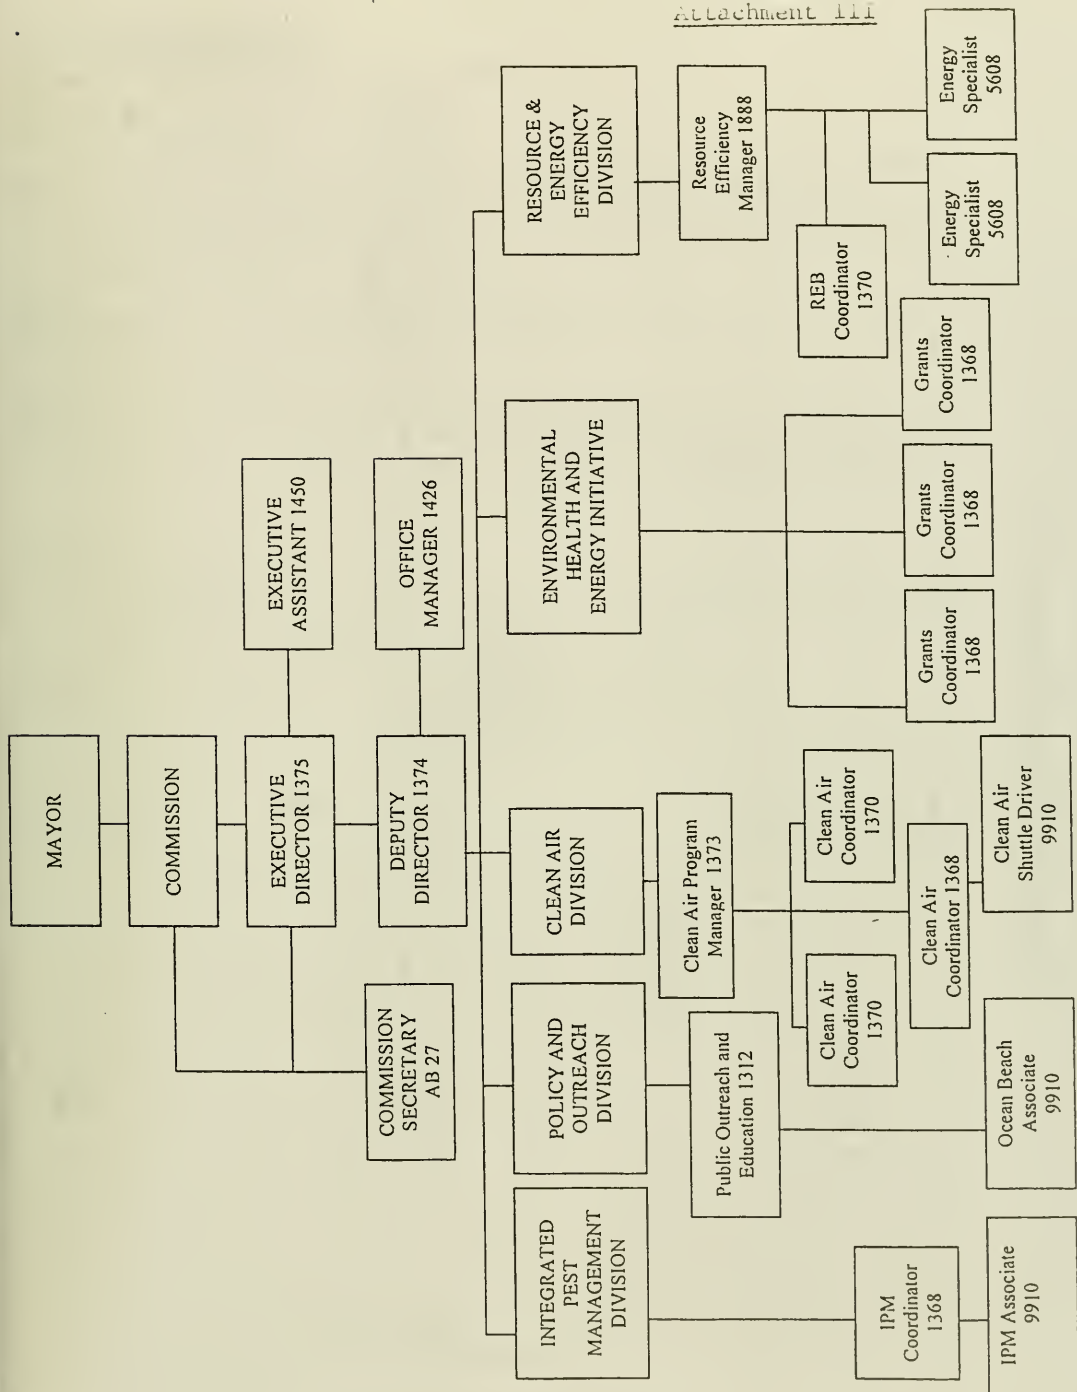 Attachment III
MAYOR
COMMISSION
EXECUTIVE
DIRECTOR 1375
EXECUTIVE
ASSISTANT 1450
COMMISSION
SECRETARY
AB 27
DEPUTY
DIRECTOR 1374
OFFICE
MANAGER 1426
INTEGRATED
PEST
MANAGEMENT
DIVISION
POLICY AND
OUTREACH
DIVISION
CLEAN AIR
DIVISION
ENVIRONMENTAL
HEALTH AND
ENERGY INITIATIVE
RESOURCE &
ENERGY
EFFICIENCY
DIVISION
IPM
Coordinator
1368
IPM Associate
9910
Public Outreach and
Education 1312
Ocean Beach
Associate
9910
Clean Air Program
Manager 1373
Clean Air
Coordinator
1370
Clean Air
Coordinator
1370
Clean Air
Coordinator 1368
Clean Air
Shuttle Driver
9910
Grants
Coordinator
1368
Grants
Coordinator
1368
Grants
Coordinator
1368
Resource
Efficiency
Manager 1888
REB
Coordinator
1370
Energy
Specialist
5608
Energy
Specialist
5608